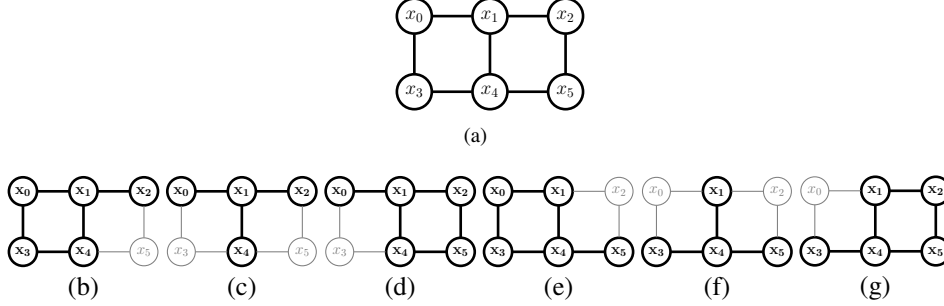 x₀ x₁ x₂
x₃ x₄ x₅
(a)
x₀ x₁ x₂ x₀ x₁ x₂ x₀ x₁ x₂ x₀ x₁ x₂ x₀ x₁ x₂ x₀ x₁ x₂
x₃ x₄ x₅ x₃ x₄ x₅ x₃ x₄ x₅ x₃ x₄ x₅ x₃ x₄ x₅ x₃ x₄ x₅
(b) (c) (d) (e) (f) (g)